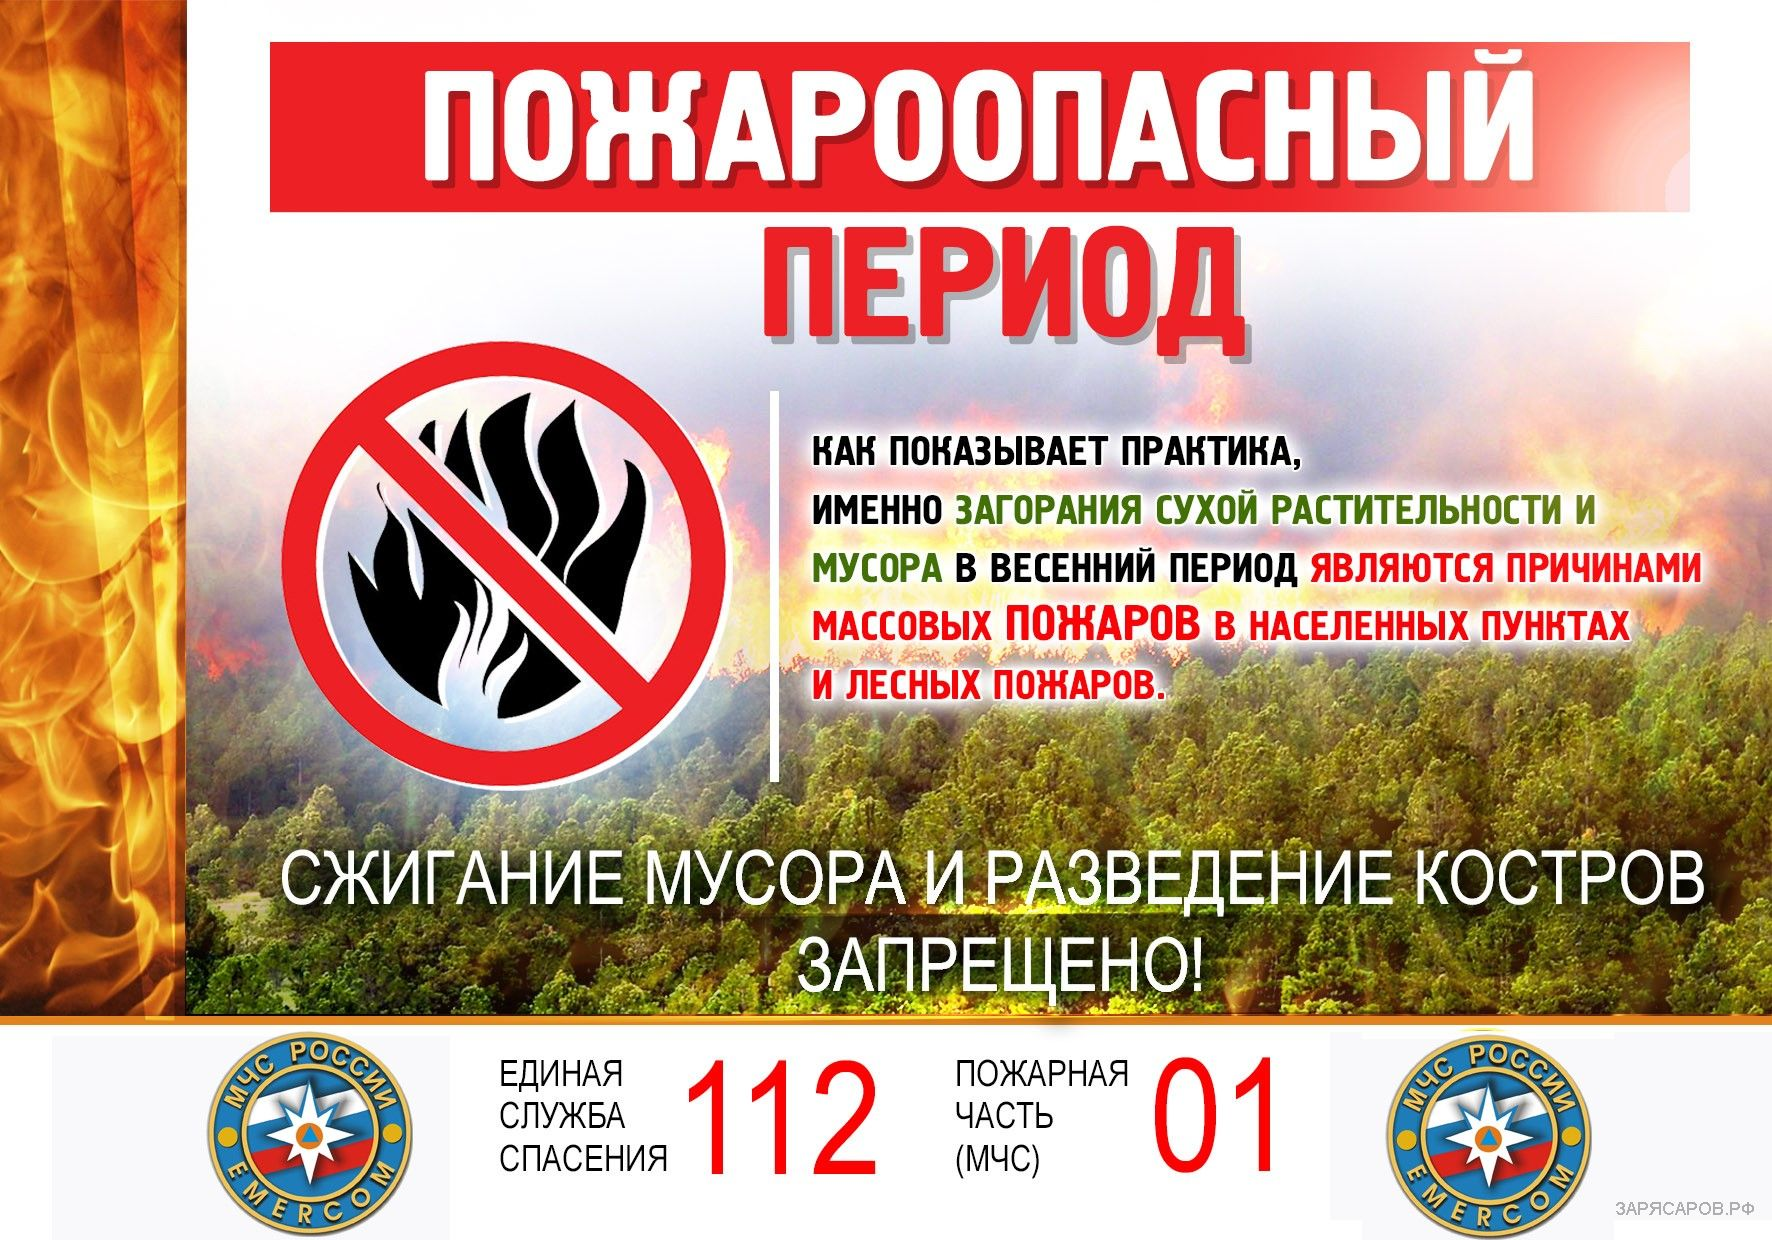 ПОЖАРООПАСНЫЙ
ПЕРИОД
КАК ПОКАЗЫВАЕТ ПРАКТИКА,
ИМЕННО ЗАГОРАНИЯ СУХОЙ РАСТИТЕЛЬНОСТИ И
МУСОРА В ВЕСЕННИЙ ПЕРИОД ЯВЛЯЮТСЯ ПРИЧИНАМИ
МАССОВЫХ ПОЖАРОВ В НАСЕЛЕННЫХ ПУНКТАХ
И ЛЕСНЫХ ПОЖАРОВ.
СЖИГАНИЕ МУСОРА И РАЗВЕДЕНИЕ КОСТРОВ
ЗАПРЕЩЕНО!
МЧС РОССИИ
EMERCOM
ЕДИНАЯ
СЛУЖБА
СПАСЕНИЯ
112
ПОЖАРНАЯ
ЧАСТЬ
(МЧС)
01
МЧС РОССИИ
EMERCOM
ЗАРЯСАРОВ.РФ